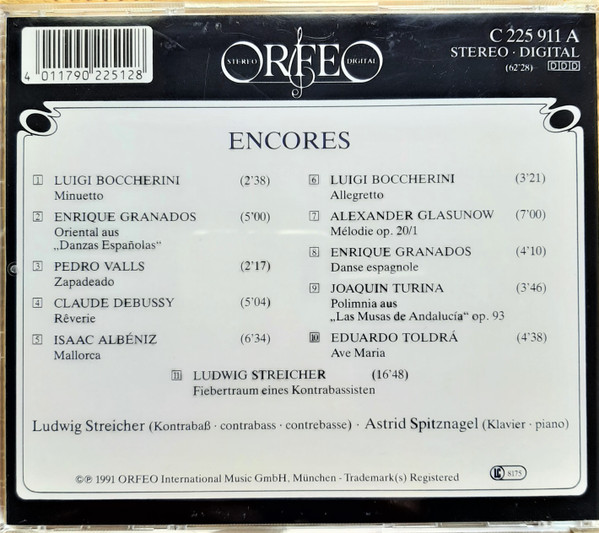 4 011790 225128
STEREO ORFEO DIGITAL
C 225 911 A
STEREO · DIGITAL
(62'28) DDD
ENCORES
1 LUIGI BOCCHERINI (2'38)
Minuetto
2 ENRIQUE GRANADOS (5'00)
Oriental aus
„Danzas Españolas“
3 PEDRO VALLS (2'17)
Zapadeado
4 CLAUDE DEBUSSY (5'04)
Rêverie
5 ISAAC ALBÉNIZ (6'34)
Mallorca
6 LUIGI BOCCHERINI (3'21)
Allegretto
7 ALEXANDER GLASUNOW (7'00)
Mélodie op. 20/1
8 ENRIQUE GRANADOS (4'10)
Danse espagnole
9 JOAQUIN TURINA (3'46)
Polimnia aus
„Las Musas de Andalucía“ op. 93
10 EDUARDO TOLDRÁ (4'38)
Ave Maria
11 LUDWIG STREICHER (16'48)
Fiebertraum eines Kontrabassisten
Ludwig Streicher (Kontrabaß · contrabass · contrebasse) · Astrid Spitznagel (Klavier · piano)
©℗ 1991 ORFEO International Music GmbH, München · Trademark(s) Registered
LC 8175